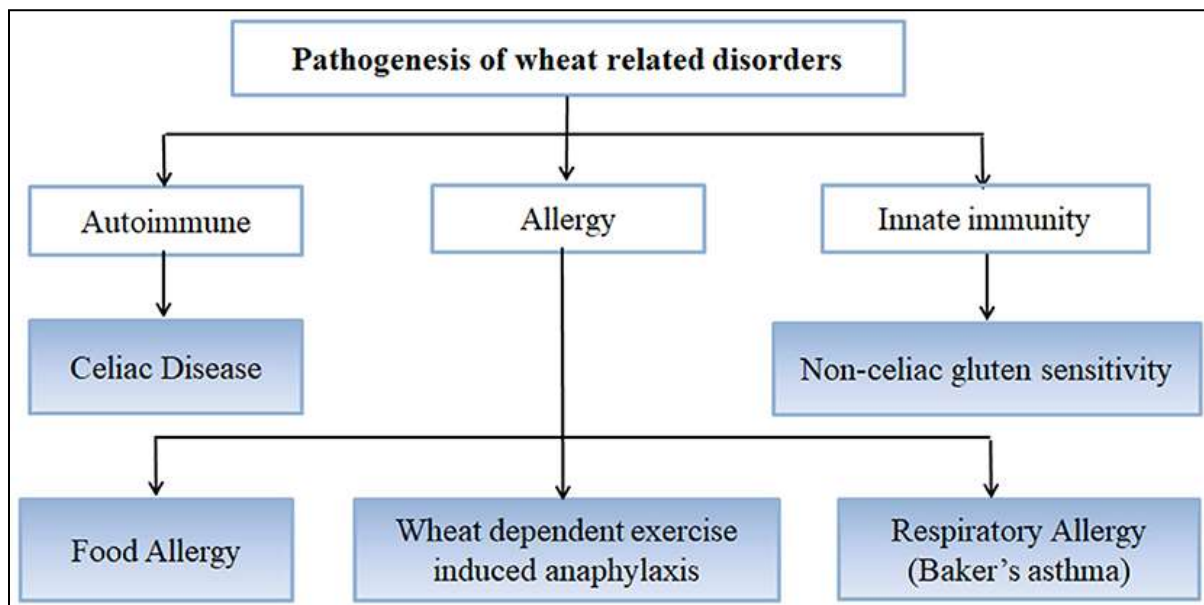 Pathogenesis of wheat related disorders
Autoimmune
Allergy
Innate immunity
Celiac Disease
Non-celiac gluten sensitivity
Food Allergy
Wheat dependent exercise
induced anaphylaxis
Respiratory Allergy
(Baker’s asthma)